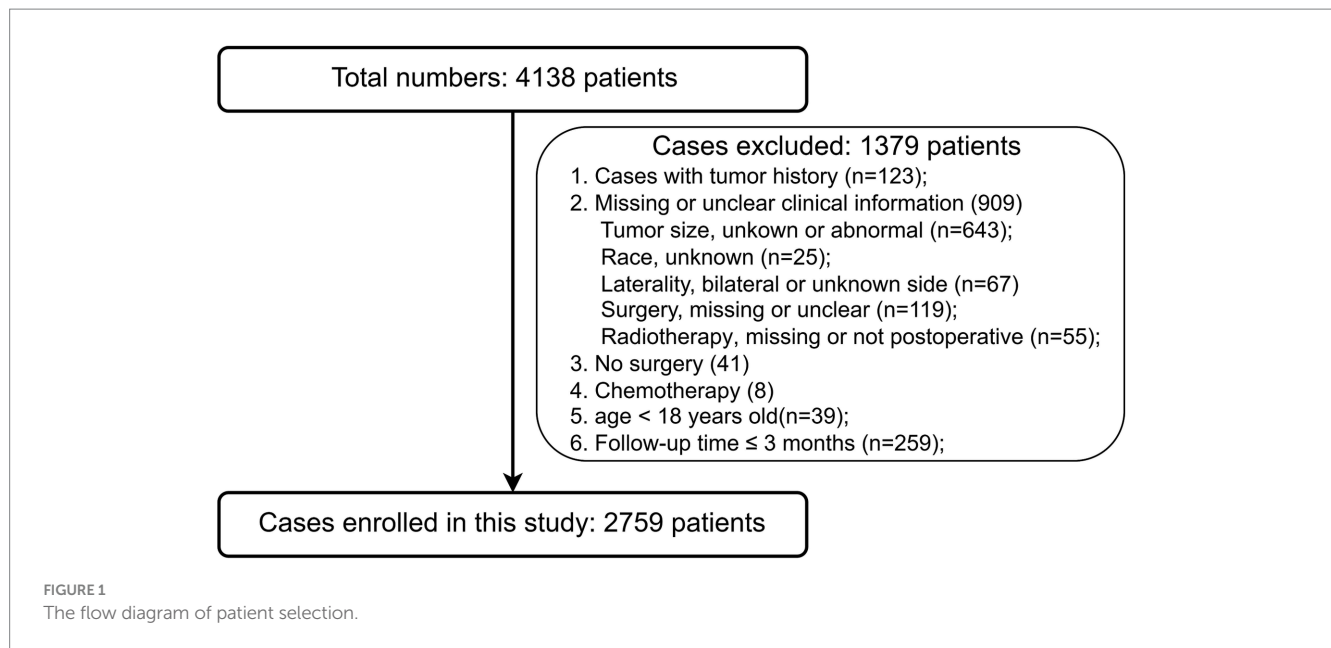 Total numbers: 4138 patients
Cases excluded: 1379 patients
1. Cases with tumor history (n=123);
2. Missing or unclear clinical information (909)
Tumor size, unkown or abnormal (n=643);
Race, unknown (n=25);
Laterality, bilateral or unknown side (n=67)
Surgery, missing or unclear (n=119);
Radiotherapy, missing or not postoperative (n=55);
3. No surgery (41)
4. Chemotherapy (8)
5. age < 18 years old(n=39);
6. Follow-up time ≤ 3 months (n=259);
Cases enrolled in this study: 2759 patients
FIGURE 1
The flow diagram of patient selection.